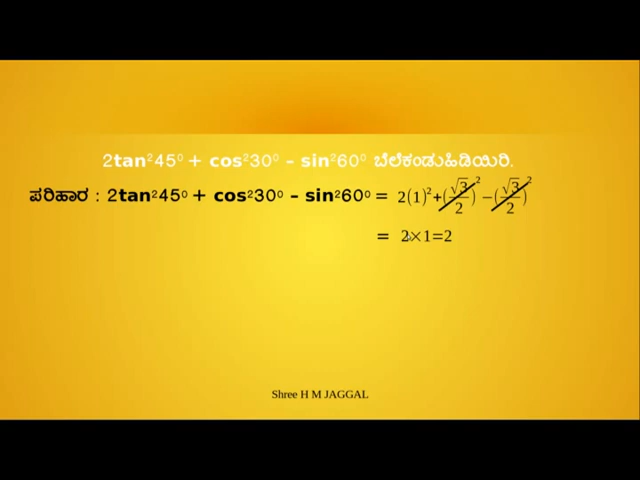 2tan²45⁰ + cos²30⁰ – sin²60⁰ ಬೆಲೆಕಂಡುಹಿಡಿಯಿರಿ.
ಪರಿಹಾರ : 2tan²45⁰ + cos²30⁰ – sin²60⁰ = 2(1)²+(√3/2)² −(√3/2)²
= 2×1=2
Shree H M JAGGAL